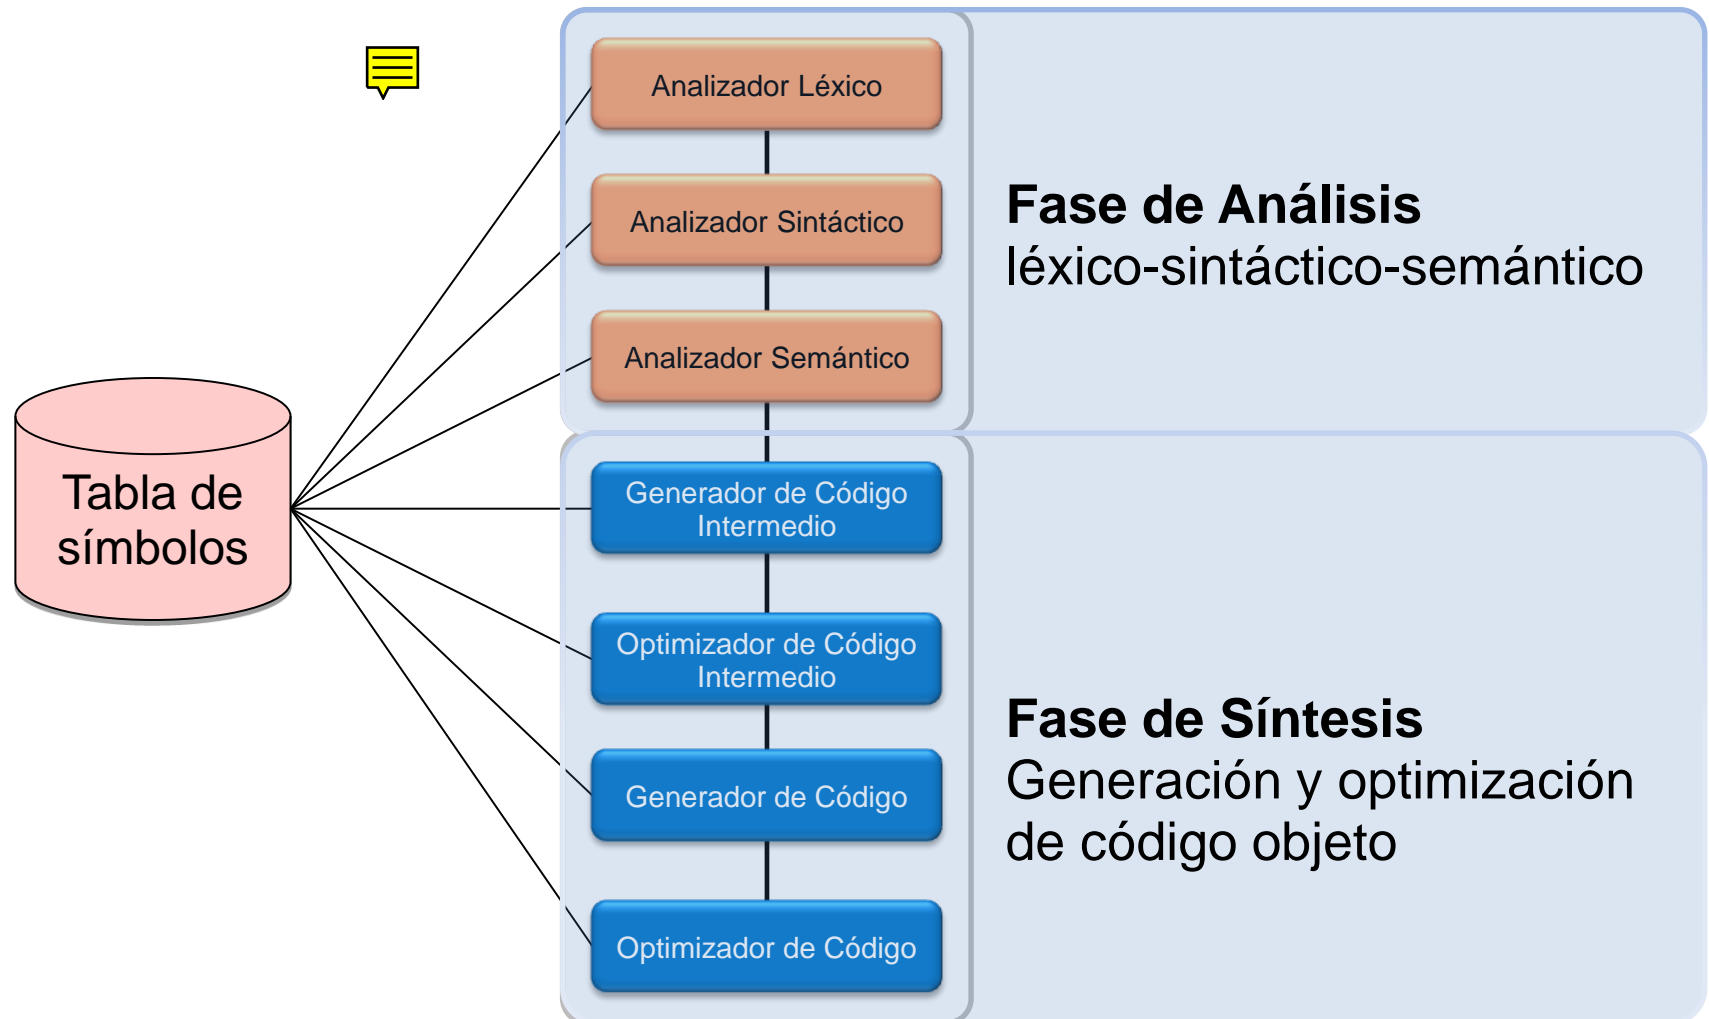 Analizador Léxico
Analizador Sintáctico
Analizador Semántico
Fase de Análisis
léxico-sintáctico-semántico
Tabla de
símbolos
Generador de Código
Intermedio
Optimizador de Código
Intermedio
Generador de Código
Optimizador de Código
Fase de Síntesis
Generación y optimización
de código objeto